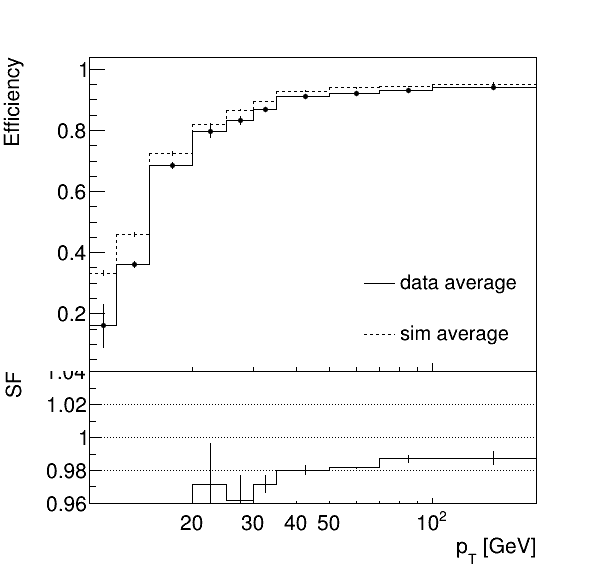 Efficiency
1
0.8
0.6
0.4
0.2
data average
sim average
SF
1.04
1.02
1
0.98
0.96
20 30 40 50 10²
p_T [GeV]